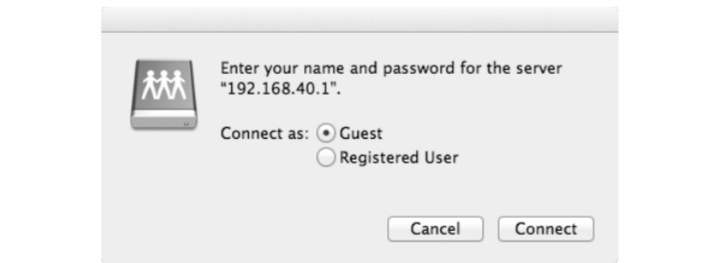 Enter your name and password for the server
“192.168.40.1”.
Connect as: Guest
Registered User
Cancel Connect